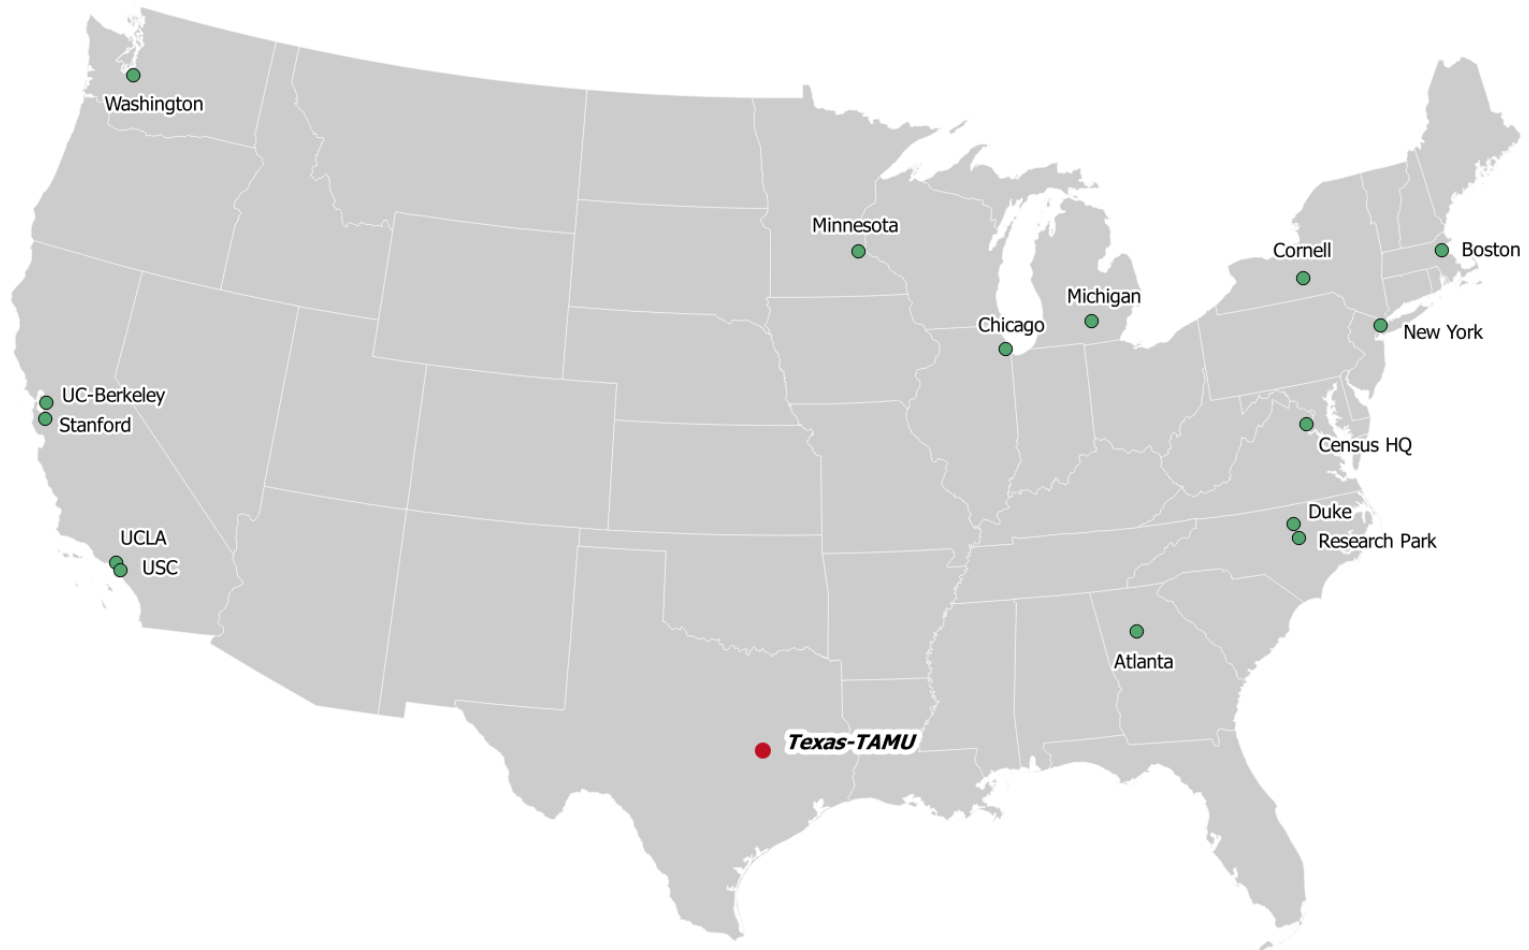 Washington
Minnesota
Cornell
Boston
Michigan
Chicago
New York
UC-Berkeley
Stanford
Census HQ
Duke
UCLA
Research Park
USC
Atlanta
Texas-TAMU